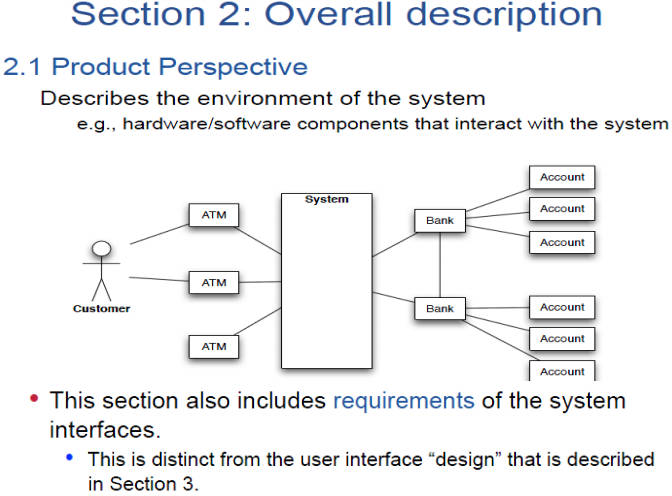 Section 2: Overall description
2.1 Product Perspective
Describes the environment of the system
e.g., hardware/software components that interact with the system
Account
System
ATM
Account
Bank
Account
ATM
Customer
Bank
Account
Account
ATM
Account
• This section also includes requirements of the system
interfaces.
• This is distinct from the user interface “design” that is described
in Section 3.